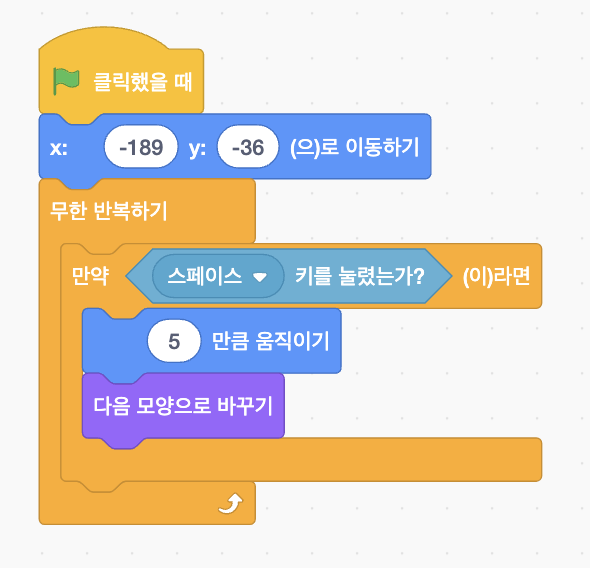 클릭했을 때
x: -189 y: -36 (으)로 이동하기
무한 반복하기
만약 스페이스 키를 눌렀는가? (이)라면
5 만큼 움직이기
다음 모양으로 바꾸기